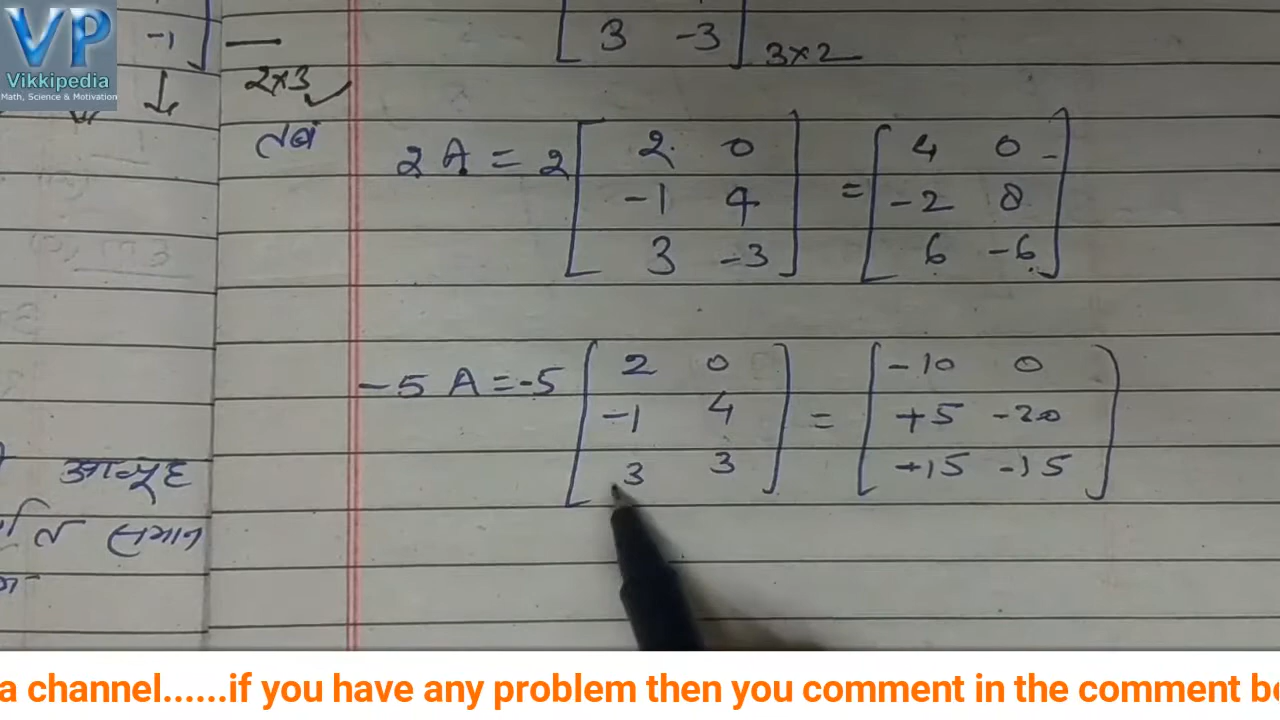 VP
Vikkipedia
Math, Science & Motivation
-1
2×3
3 -3
3×2
तब
2 A = 2 [ 2 0 ] = [ 4 0 ]
-1 4 -2 8
3 -3 6 -6
-5 A = -5 [ 2 0 ] = [ -10 0 ]
-1 4 +5 -20
3 3 +15 -15
आव्यूह
समान
a channel......if you have any problem then you comment in the comment bo